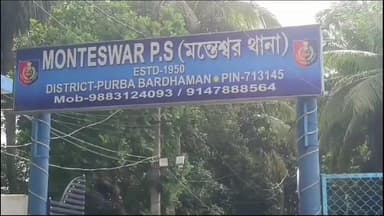 MONTESWAR P.S (মন্তেশ্বর থানা)
ESTD-1950
DISTRICT-PURBA BARDHAMAN • PIN-713145
Mob-9883124093 / 9147888564